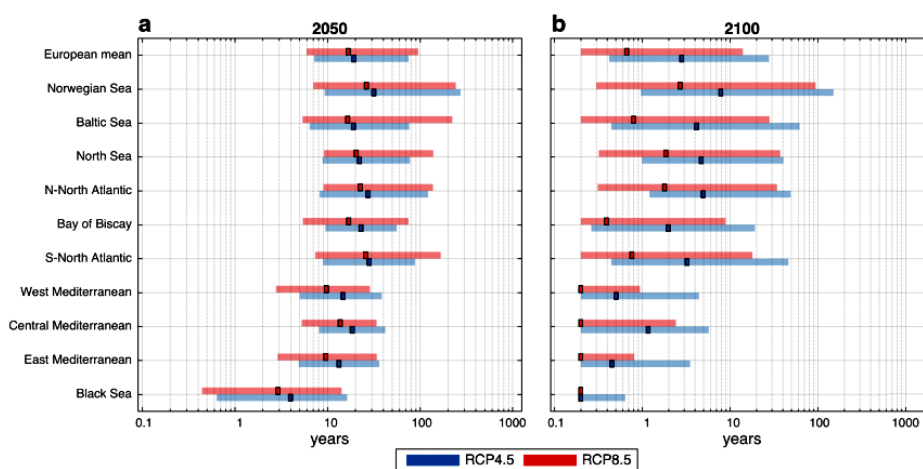 a 2050
b 2100
European mean
Norwegian Sea
Baltic Sea
North Sea
N-North Atlantic
Bay of Biscay
S-North Atlantic
West Mediterranean
Central Mediterranean
East Mediterranean
Black Sea
0.1 1 10 100 1000
0.1 1 10 100 1000
years
years
RCP4.5 RCP8.5